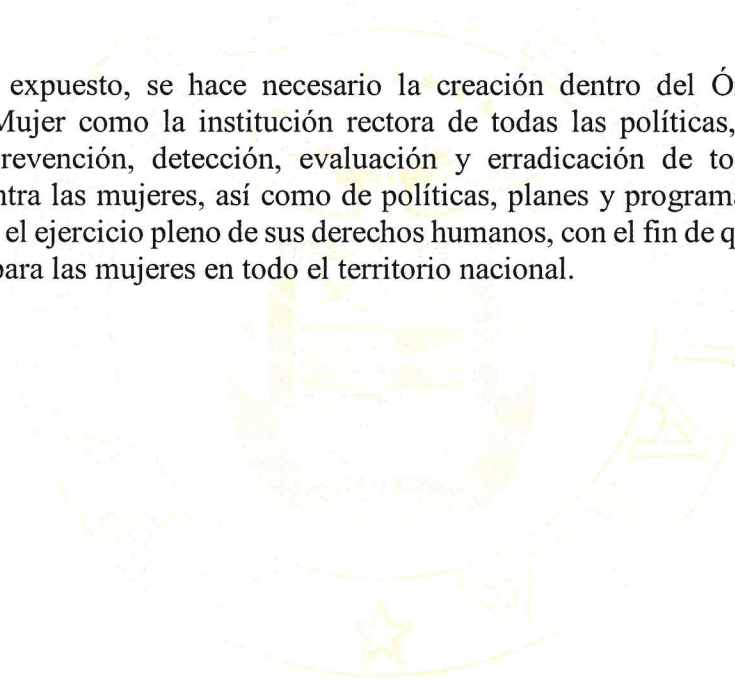 expuesto, se hace necesario la creación dentro del
Mujer como la institución rectora de todas las políticas,
revención, detección, evaluación y erradicación de to
ntra las mujeres, así como de políticas, planes y program
el ejercicio pleno de sus derechos humanos, con el fin de q
para las mujeres en todo el territorio nacional.